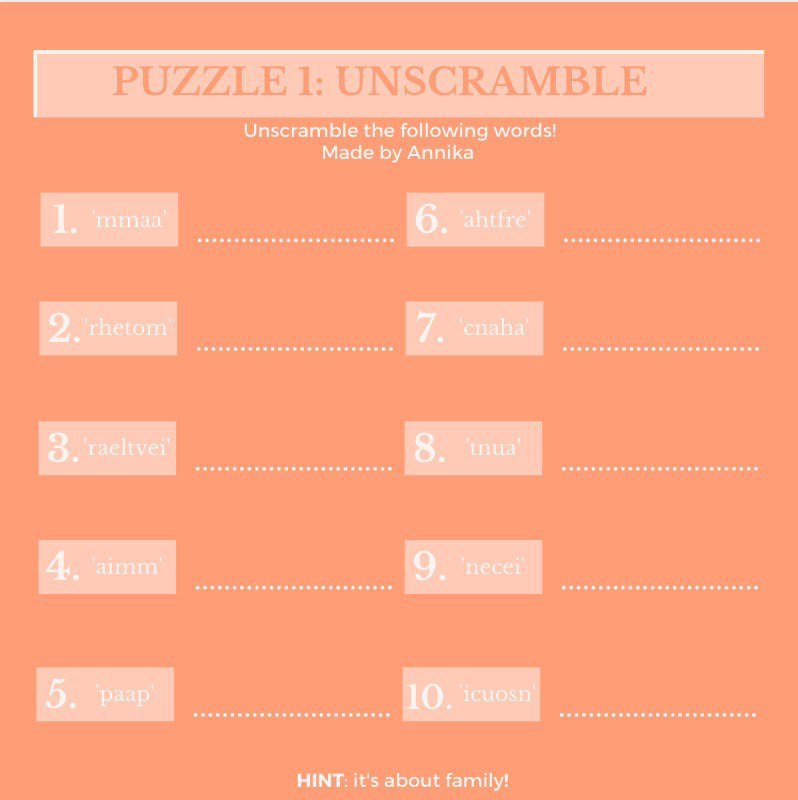 PUZZLE 1: UNSCRAMBLE
Unscramble the following words!
Made by Annika
1. 'mmaa'
2. 'rhetom'
3. 'raeltvei'
4. 'aimm'
5. 'paap'
6. 'ahtfre'
7. 'cnaha'
8. 'tnua'
9. 'necei'
10. 'icuosn'
HINT: it's about family!